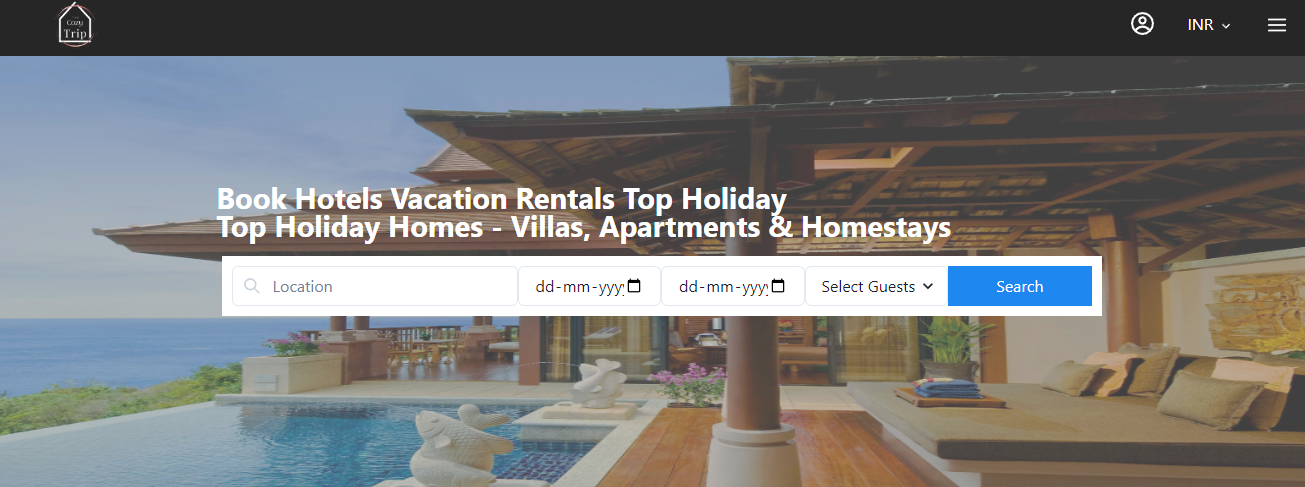 Cozy
Trip
INR
Book Hotels Vacation Rentals Top Holiday
Top Holiday Homes - Villas, Apartments & Homestays
Location
dd-mm-yyyy
dd-mm-yyyy
Select Guests
Search